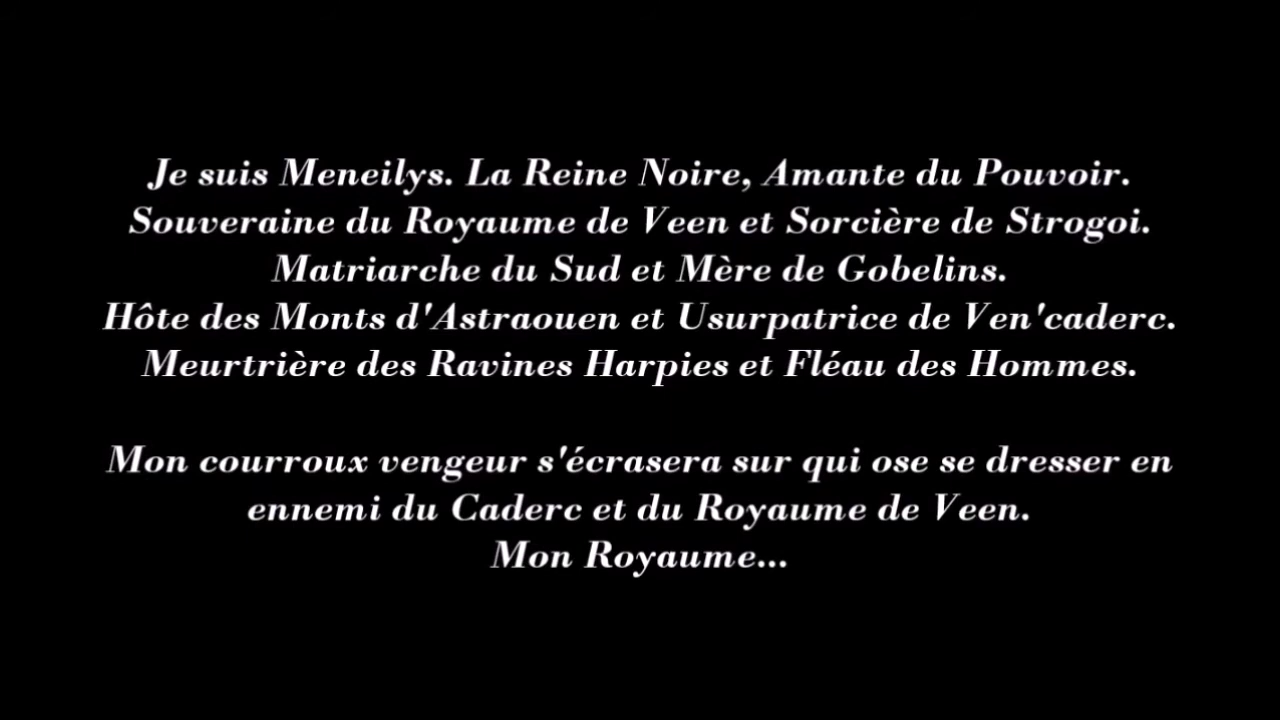 Je suis Meneilys. La Reine Noire, Amante du Pouvoir.
Souveraine du Royaume de Veen et Sorcière de Strogoi.
Matriarche du Sud et Mère de Gobelins.
Hôte des Monts d'Astraouen et Usurpatrice de Ven'caderc.
Meurtrière des Ravines Harpies et Fléau des Hommes.
Mon courroux vengeur s'écrasera sur qui ose se dresser en
ennemi du Caderc et du Royaume de Veen.
Mon Royaume...